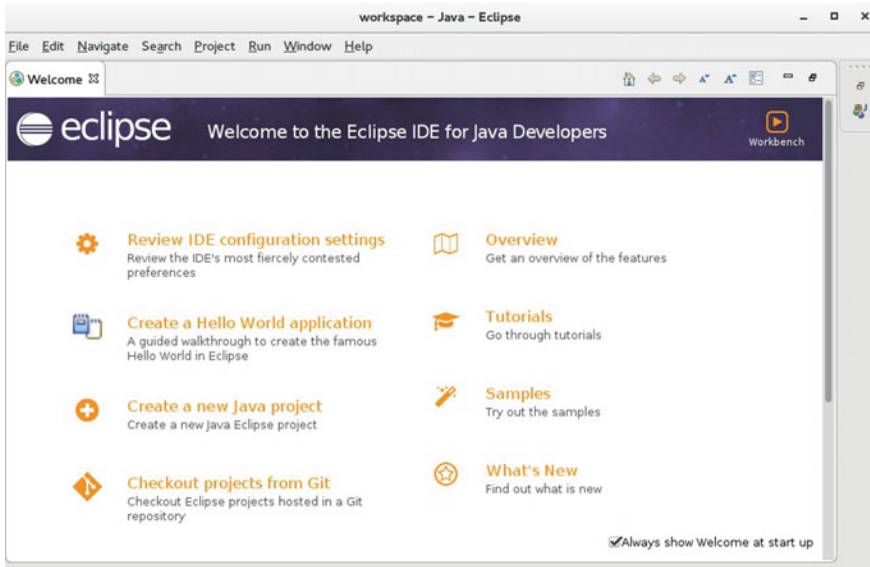 workspace – Java – Eclipse
File Edit Navigate Search Project Run Window Help
Welcome
eclipse
Welcome to the Eclipse IDE for Java Developers
Workbench
Review IDE configuration settings
Review the IDE's most fiercely contested
preferences
Create a Hello World application
A guided walkthrough to create the famous
Hello World in Eclipse
Create a new Java project
Create a new Java Eclipse project
Checkout projects from Git
Checkout Eclipse projects hosted in a Git
repository
Overview
Get an overview of the features
Tutorials
Go through tutorials
Samples
Try out the samples
What's New
Find out what is new
Always show Welcome at start up